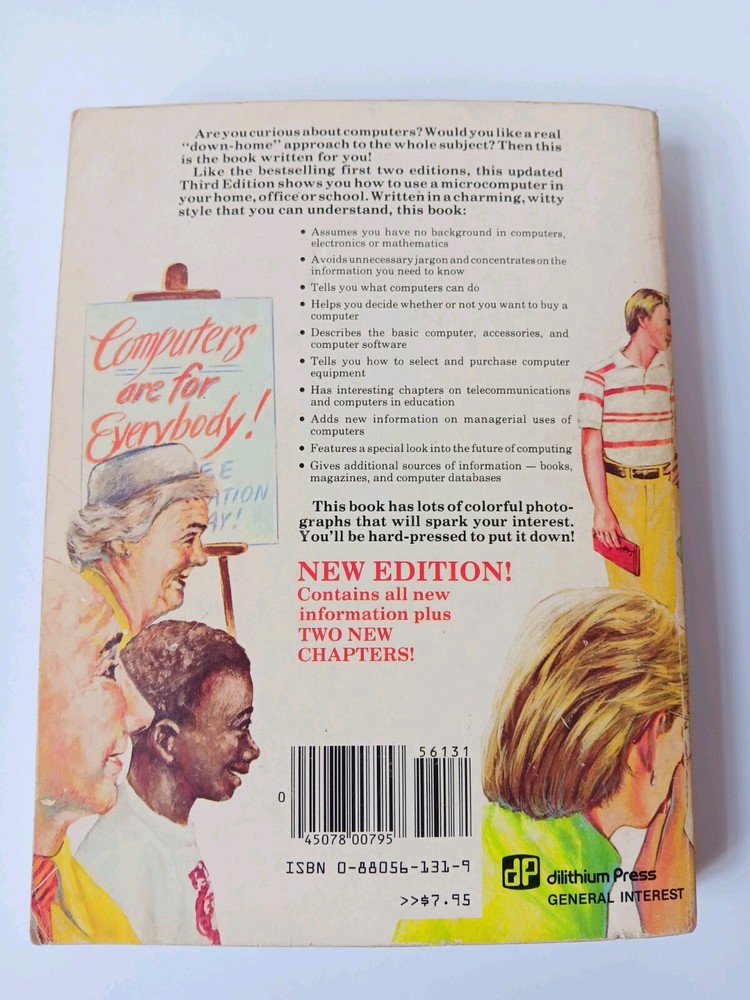 Are you curious about computers? Would you like a real
"down-home" approach to the whole subject? Then this
is the book written for you!
Like the bestselling first two editions, this updated
Third Edition shows you how to use a microcomputer in
your home, office or school. Written in a charming, witty
style that you can understand, this book:
• Assumes you have no background in computers,
electronics or mathematics
• Avoids unnecessary jargon and concentrates on the
information you need to know
• Tells you what computers can do
• Helps you decide whether or not you want to buy a
computer
• Describes the basic computer, accessories, and
computer software
• Tells you how to select and purchase computer
equipment
• Has interesting chapters on telecommunications
and computers in education
• Adds new information on managerial uses of
computers
• Features a special look into the future of computing
• Gives additional sources of information — books,
magazines, and computer databases
This book has lots of colorful photo-
graphs that will spark your interest.
You'll be hard-pressed to put it down!
NEW EDITION!
Contains all new
information plus
TWO NEW
CHAPTERS!
Computers
are for
Everybody!
EE
ATION
AY!
56131
0
45078 00795
ISBN 0-88056-131-9
>>$7.95
dp dilithium Press
GENERAL INTEREST